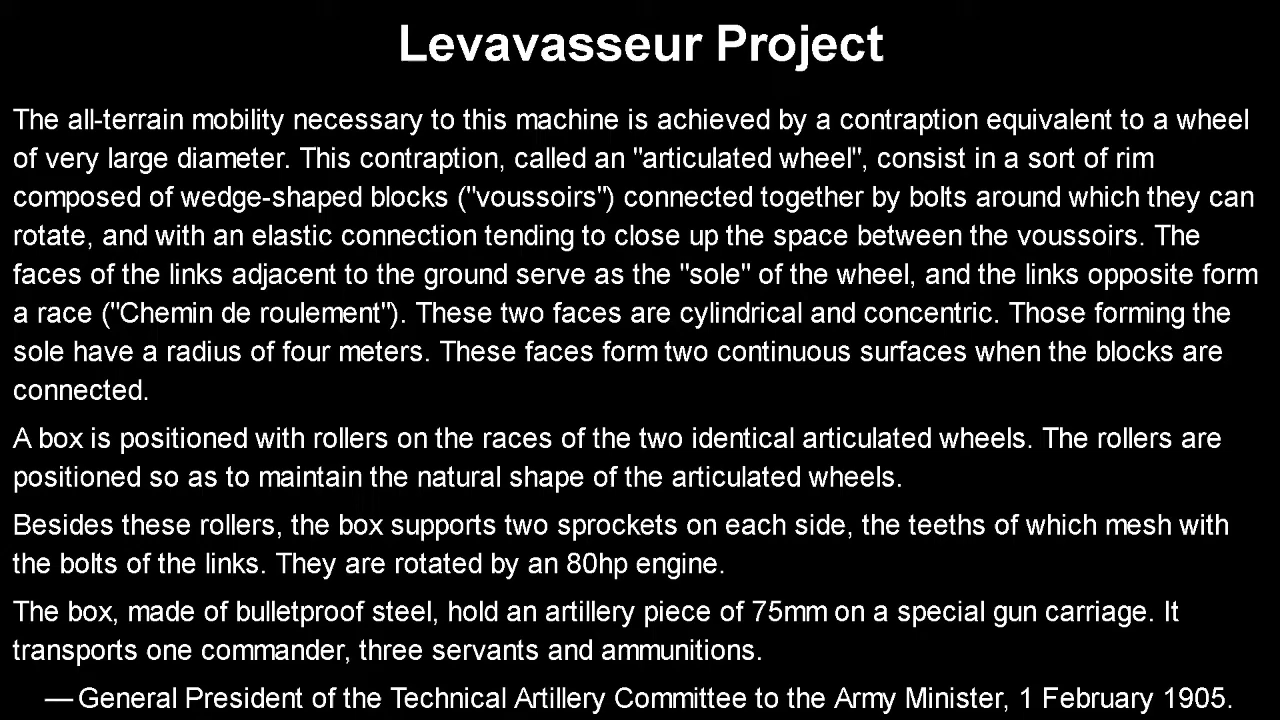 Levavasseur Project
The all-terrain mobility necessary to this machine is achieved by a contraption equivalent to a wheel
of very large diameter. This contraption, called an "articulated wheel", consist in a sort of rim
composed of wedge-shaped blocks ("voussoirs") connected together by bolts around which they can
rotate, and with an elastic connection tending to close up the space between the voussoirs. The
faces of the links adjacent to the ground serve as the "sole" of the wheel, and the links opposite form
a race ("Chemin de roulement"). These two faces are cylindrical and concentric. Those forming the
sole have a radius of four meters. These faces form two continuous surfaces when the blocks are
connected.
A box is positioned with rollers on the races of the two identical articulated wheels. The rollers are
positioned so as to maintain the natural shape of the articulated wheels.
Besides these rollers, the box supports two sprockets on each side, the teeths of which mesh with
the bolts of the links. They are rotated by an 80hp engine.
The box, made of bulletproof steel, hold an artillery piece of 75mm on a special gun carriage. It
transports one commander, three servants and ammunitions.
— General President of the Technical Artillery Committee to the Army Minister, 1 February 1905.